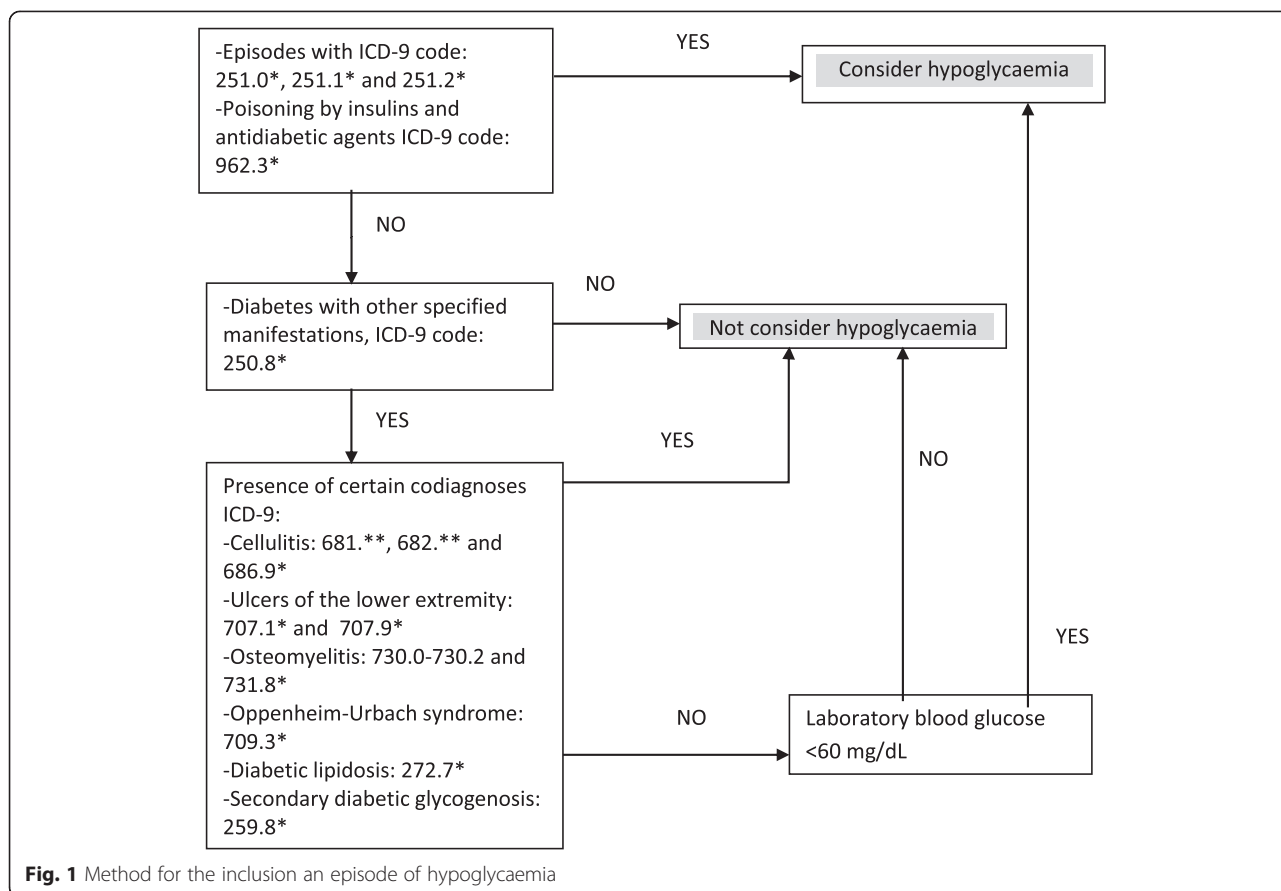 -Episodes with ICD-9 code:
251.0*, 251.1* and 251.2*
-Poisoning by insulins and
antidiabetic agents ICD-9 code:
962.3*
YES
Consider hypoglycaemia
NO
-Diabetes with other specified
manifestations, ICD-9 code:
250.8*
NO
Not consider hypoglycaemia
YES
Presence of certain codiagnoses
ICD-9:
-Cellulitis: 681.**, 682.** and
686.9*
-Ulcers of the lower extremity:
707.1* and 707.9*
-Osteomyelitis: 730.0-730.2 and
731.8*
-Oppenheim-Urbach syndrome:
709.3*
-Diabetic lipidosis: 272.7*
-Secondary diabetic glycogenosis:
259.8*
YES
NO
NO
YES
Laboratory blood glucose
<60 mg/dL
Fig. 1 Method for the inclusion an episode of hypoglycaemia